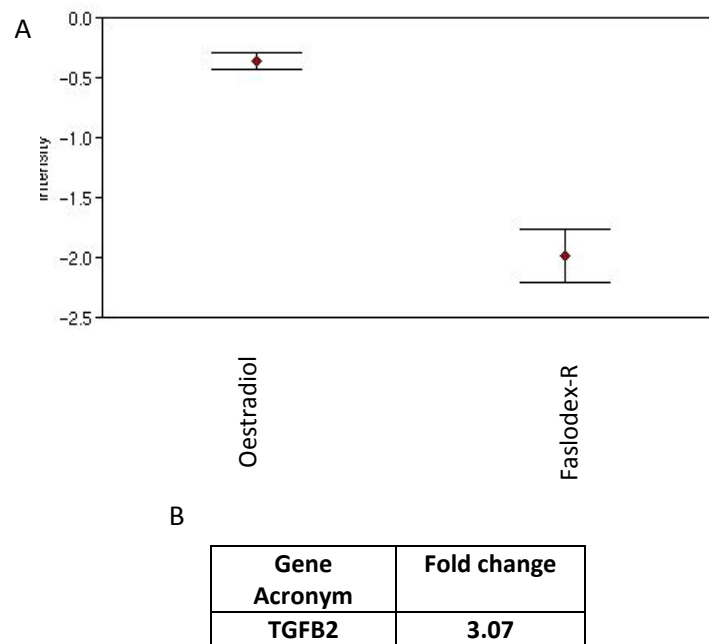 A
0.0
−0.5
−1.0
−1.5
−2.0
−2.5
Oestradiol
Faslodex-R
B
Gene Fold change
Acronym
TGFB2 3.07